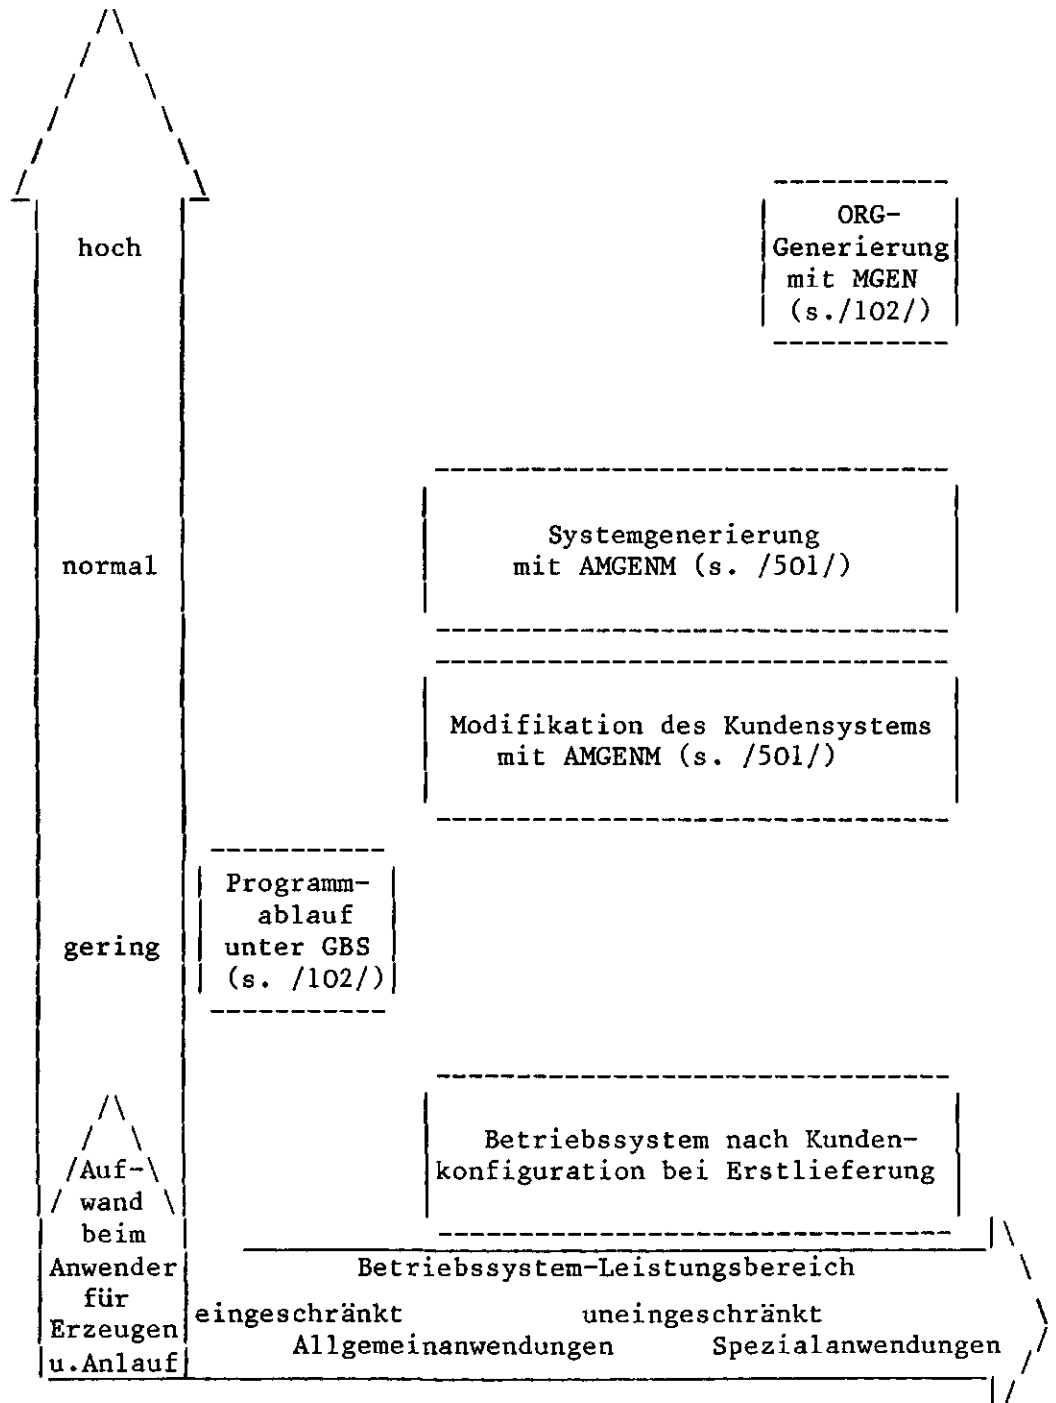 ORG-
Generierung
mit MGEN
(s./102/)
hoch
Systemgenerierung
mit AMGENM (s. /501/)
normal
Modifikation des Kundensystems
mit AMGENM (s. /501/)
Programm-
ablauf
unter GBS
(s. /102/)
gering
Betriebssystem nach Kunden-
konfiguration bei Erstlieferung
Auf-
wand
beim
Anwender
für
Erzeugen
u.Anlauf
Betriebssystem-Leistungsbereich
eingeschränkt uneingeschränkt
Allgemeinanwendungen Spezialanwendungen